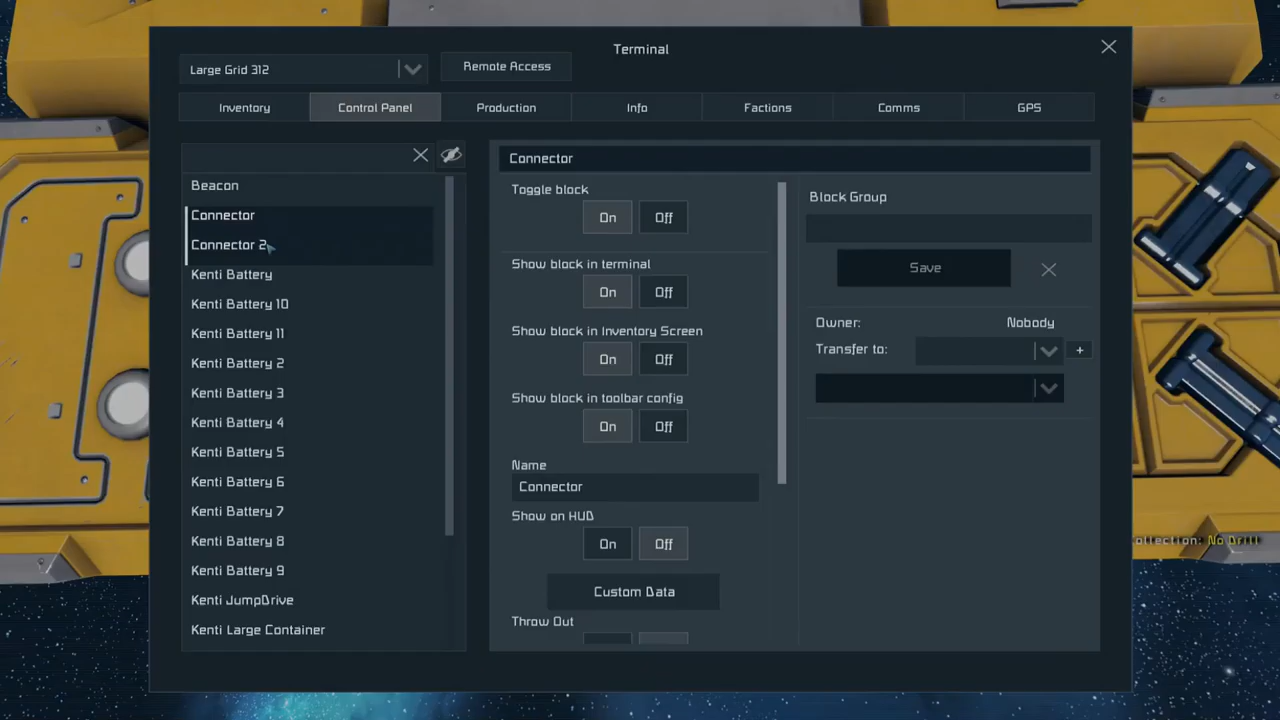 Terminal
Large Grid 312
Remote Access
Inventory
Control Panel
Production
Info
Factions
Comms
GPS
Beacon
Connector
Connector 2
Kenti Battery
Kenti Battery 10
Kenti Battery 11
Kenti Battery 2
Kenti Battery 3
Kenti Battery 4
Kenti Battery 5
Kenti Battery 6
Kenti Battery 7
Kenti Battery 8
Kenti Battery 9
Kenti JumpDrive
Kenti Large Container
Connector
Toggle block
On Off
Show block in terminal
On Off
Show block in Inventory Screen
On Off
Show block in toolbar config
On Off
Name
Connector
Show on HUD
On Off
Custom Data
Throw Out
Block Group
Save
Owner: Nobody
Transfer to: +
ollection: No Drill